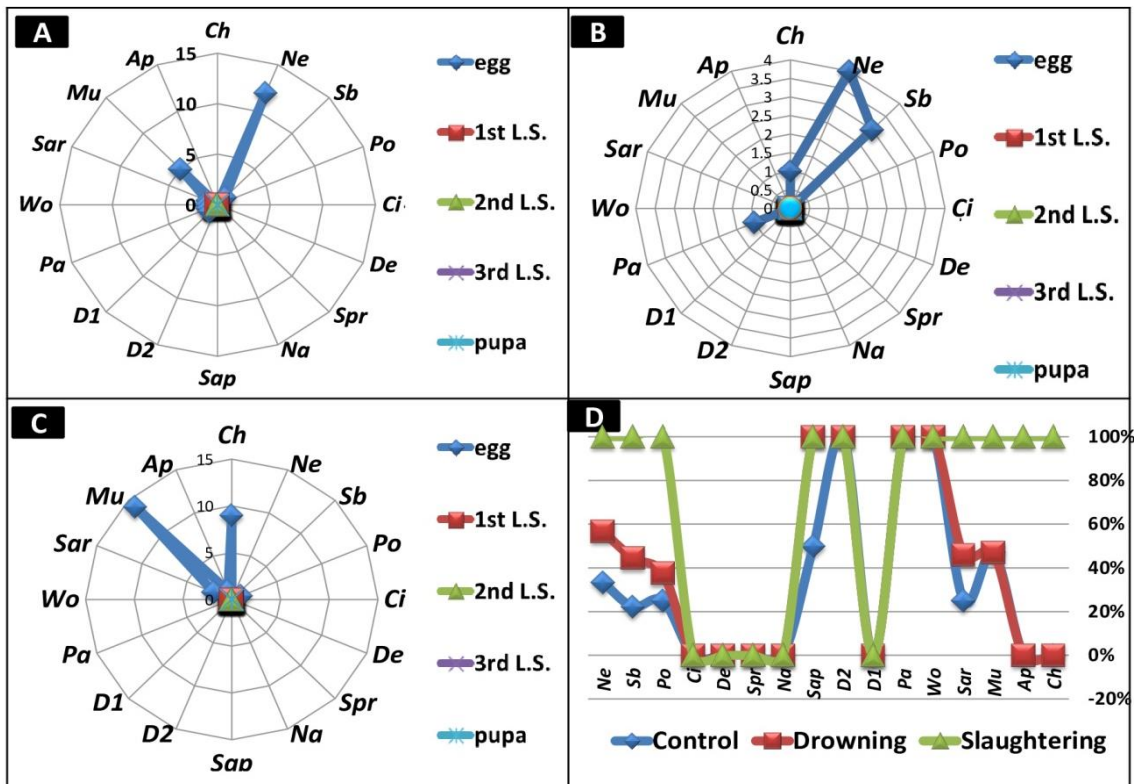 A
Ch
Ne
Sb
Po
Ci
De
Spr
Na
Sap
D2
D1
Pa
Wo
Sar
Mu
Ap
15
10
5
0
egg
1st L.S.
2nd L.S.
3rd L.S.
pupa
B
Ch
Ne
Sb
Po
Ci
De
Spr
Na
Sap
D2
D1
Pa
Wo
Sar
Mu
Ap
4
3.5
3
2.5
2
1.5
1
0.5
0
egg
1st L.S.
2nd L.S.
3rd L.S.
pupa
C
Ch
Ne
Sb
Po
Ci
De
Spr
Na
Sap
D2
D1
Pa
Wo
Sar
Mu
Ap
15
10
5
0
egg
1st L.S.
2nd L.S.
3rd L.S.
pupa
D
100%
80%
60%
40%
20%
0%
-20%
Ne Sb Po Ci De Spr Na Sap D2 D1 Pa Wo Sar Mu Ap Ch
Control Drowning Slaughtering